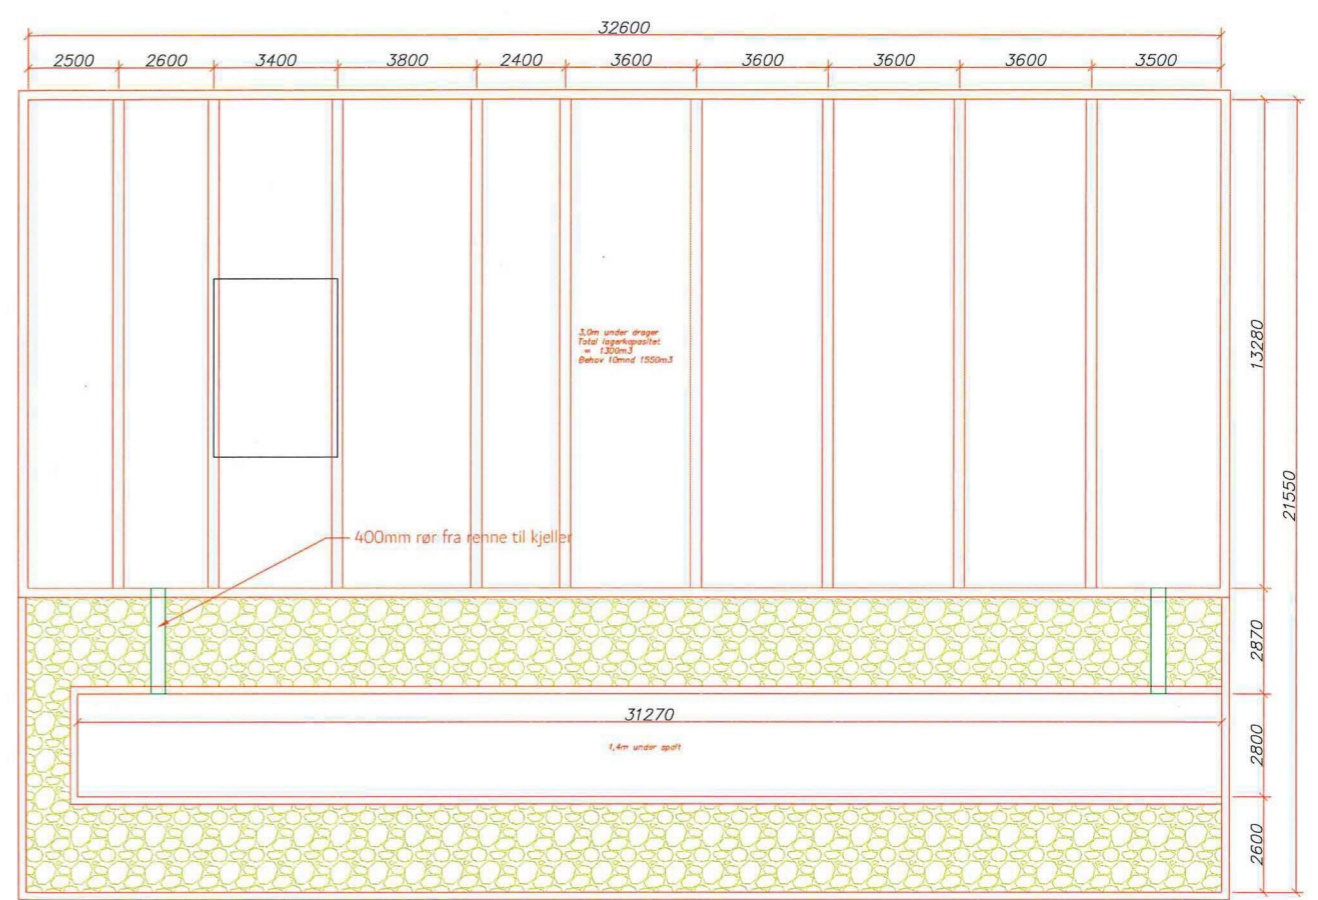 32600
2500 2600 3400 3800 2400 3600 3600 3600 3600 3500
3,0m under drager
Total lagerkapasitet
= 1300m3
Behov 10mnd 1550m3
13280
21550
400mm rør fra renne til kjeller
2870
31270
1,4m under spalt
2800
2600